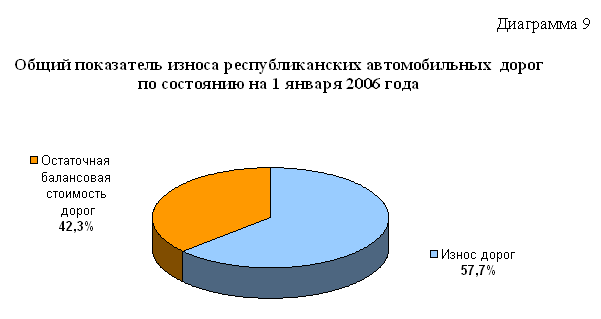 Диаграмма 9
Общий показатель износа республиканских автомобильных дорог
по состоянию на 1 января 2006 года
Остаточная
балансовая
стоимость
дорог
42,3%
Износ дорог
57,7%